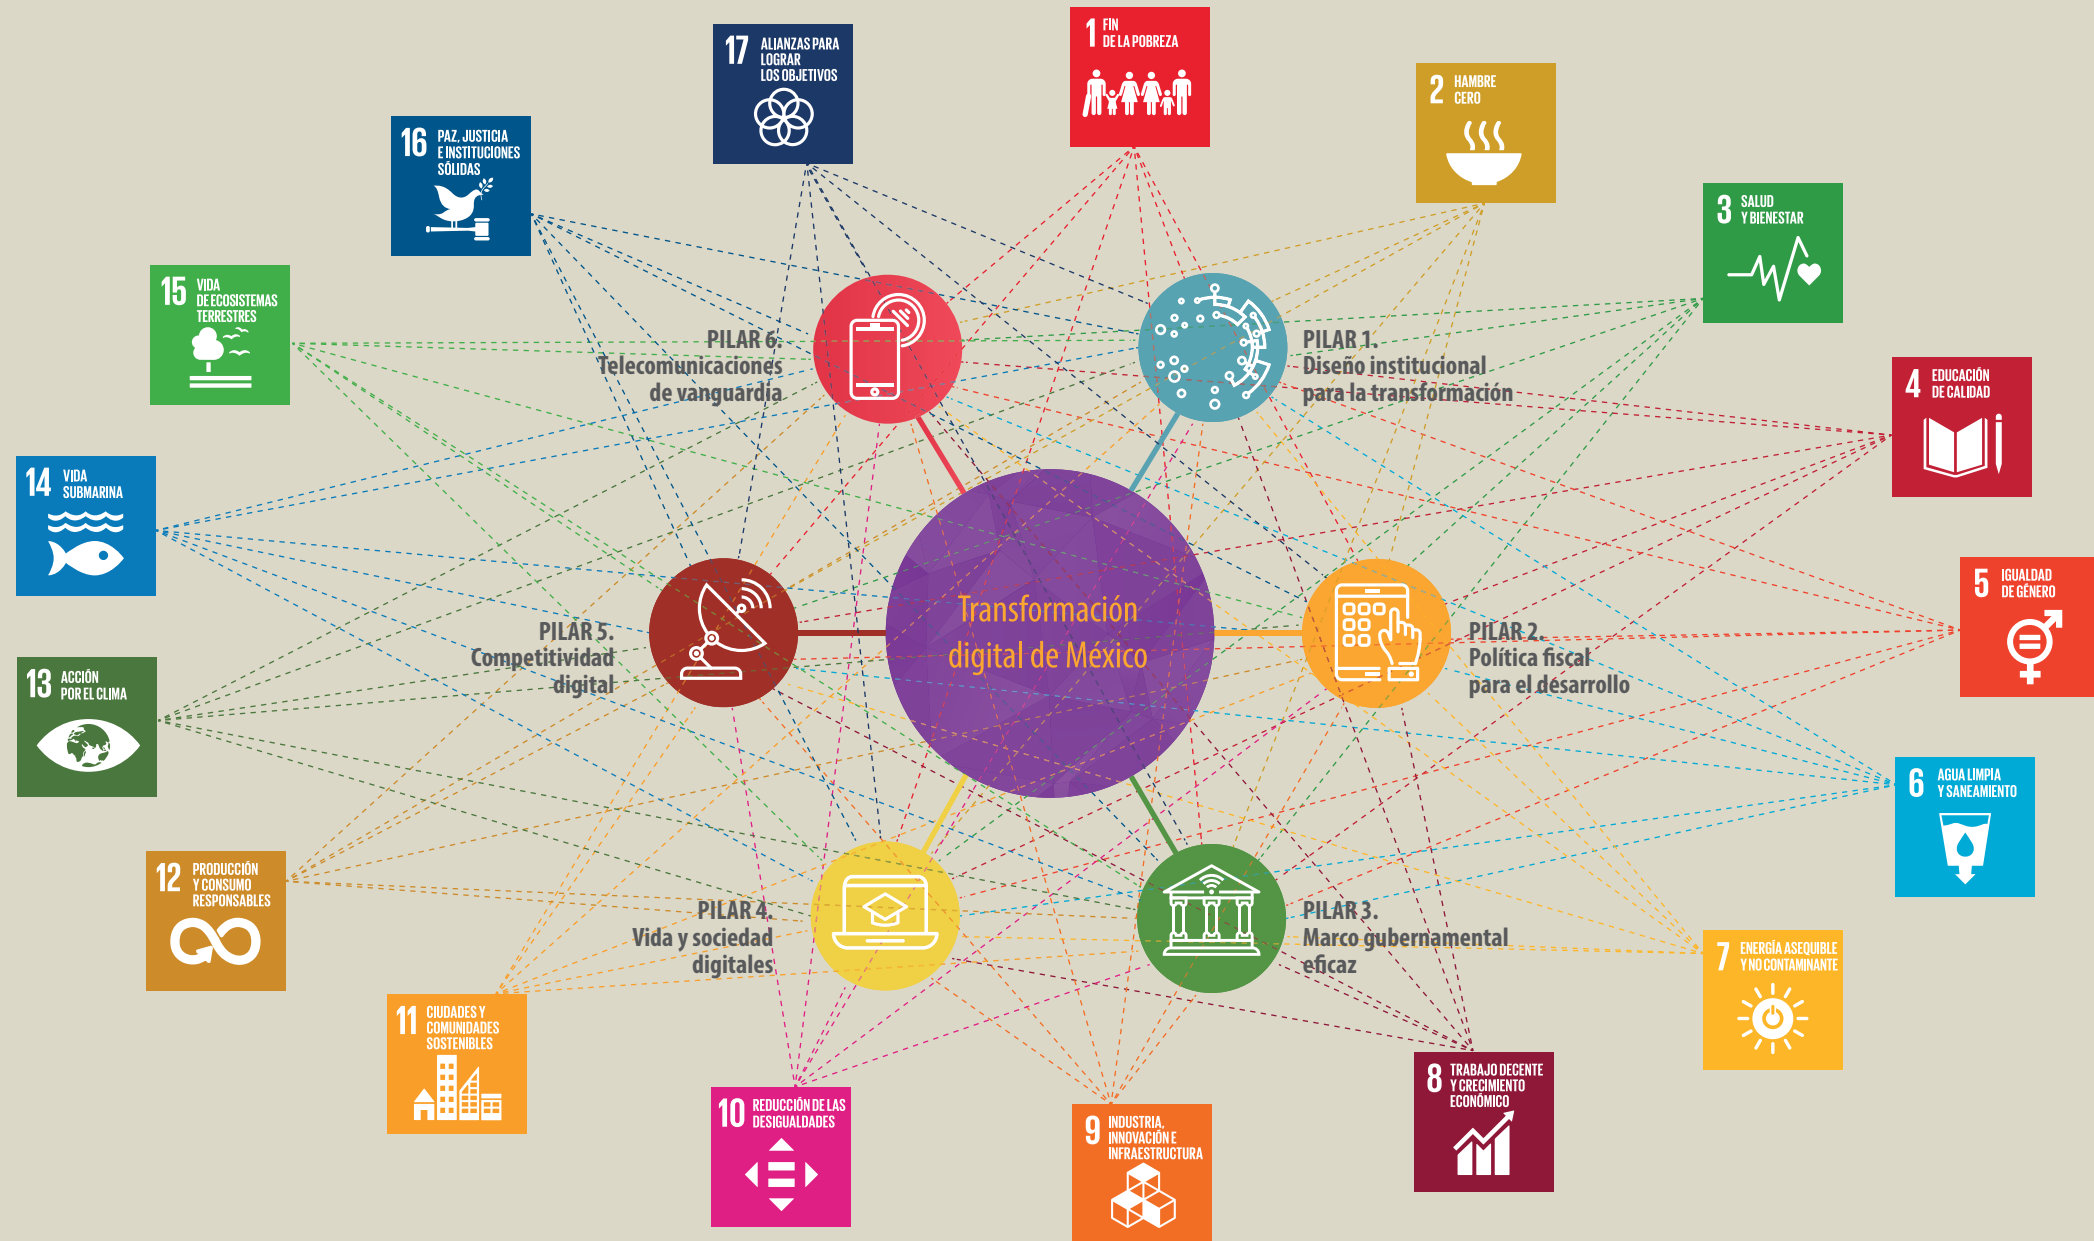 17 ALIANZAS PARA
LOGRAR
LOS OBJETIVOS
1 FIN
DE LA POBREZA
2 HAMBRE
CERO
16 PAZ, JUSTICIA
E INSTITUCIONES
SÓLIDAS
3 SALUD
Y BIENESTAR
15 VIDA
DE ECOSISTEMAS
TERRESTRES
PILAR 6.
Telecomunicaciones
de vanguardia
PILAR 1.
Diseño institucional
para la transformación
4 EDUCACIÓN
DE CALIDAD
14 VIDA
SUBMARINA
5 IGUALDAD
DE GÉNERO
Transformación
digital de México
PILAR 5.
Competitividad
digital
PILAR 2.
Política fiscal
para el desarrollo
13 ACCIÓN
POR EL CLIMA
6 AGUA LIMPIA
Y SANEAMIENTO
12 PRODUCCIÓN
Y CONSUMO
RESPONSABLES
PILAR 4.
Vida y sociedad
digitales
PILAR 3.
Marco gubernamental
eficaz
7 ENERGÍA ASEQUIBLE
Y NO CONTAMINANTE
11 CIUDADES Y
COMUNIDADES
SOSTENIBLES
8 TRABAJO DECENTE
Y CRECIMIENTO
ECONÓMICO
10 REDUCCIÓN DE LAS
DESIGUALDADES
9 INDUSTRIA,
INNOVACIÓN E
INFRAESTRUCTURA